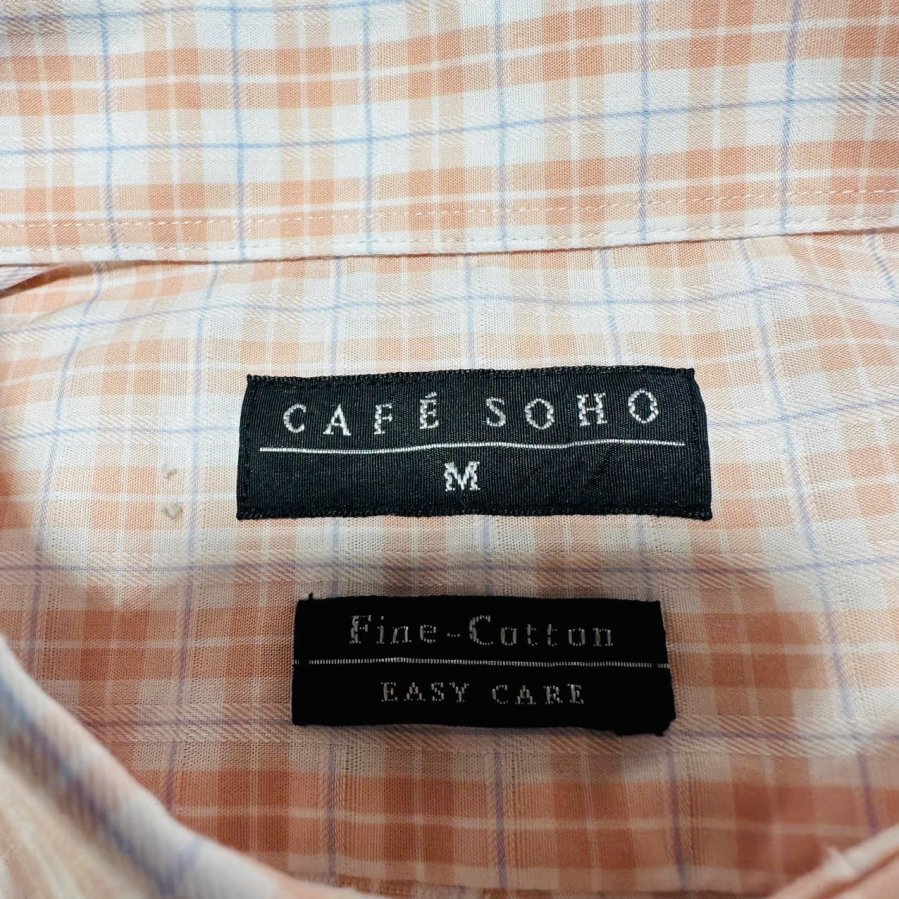 CAFÉ SOHO
M
Fine-Cotton
EASY CARE